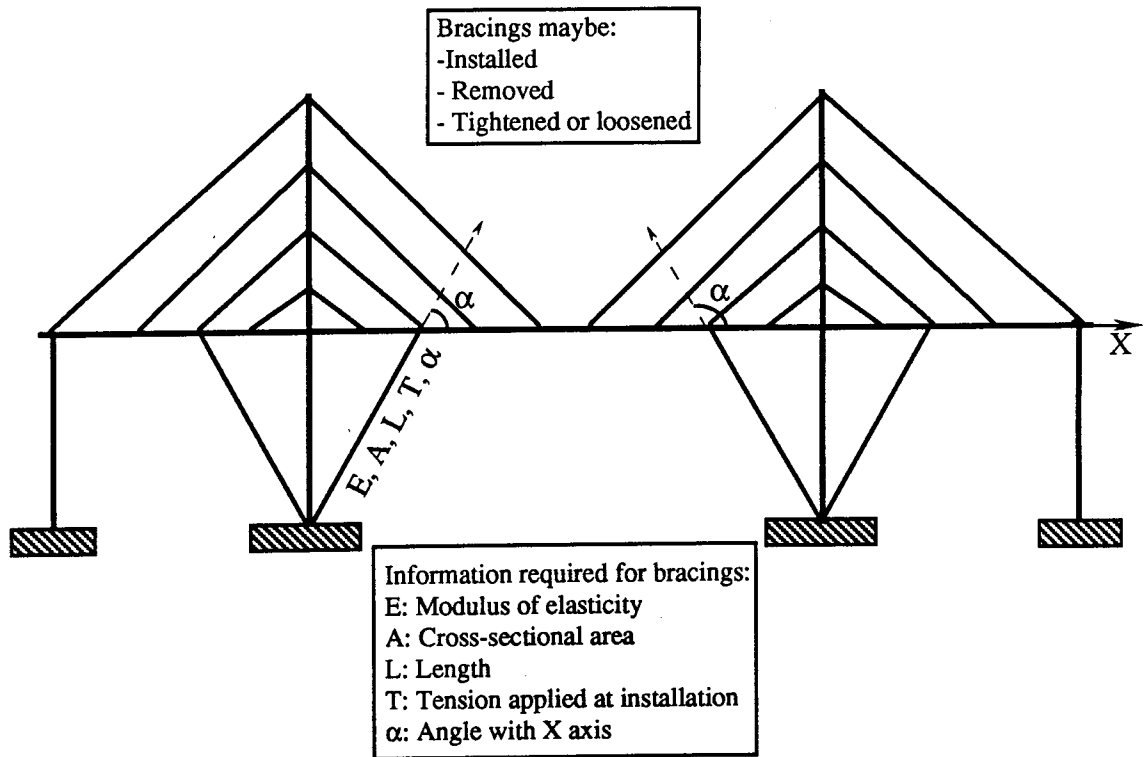 Bracings maybe:
-Installed
- Removed
- Tightened or loosened
α
α
X
E, A, L, T, α
Information required for bracings:
E: Modulus of elasticity
A: Cross-sectional area
L: Length
T: Tension applied at installation
α: Angle with X axis